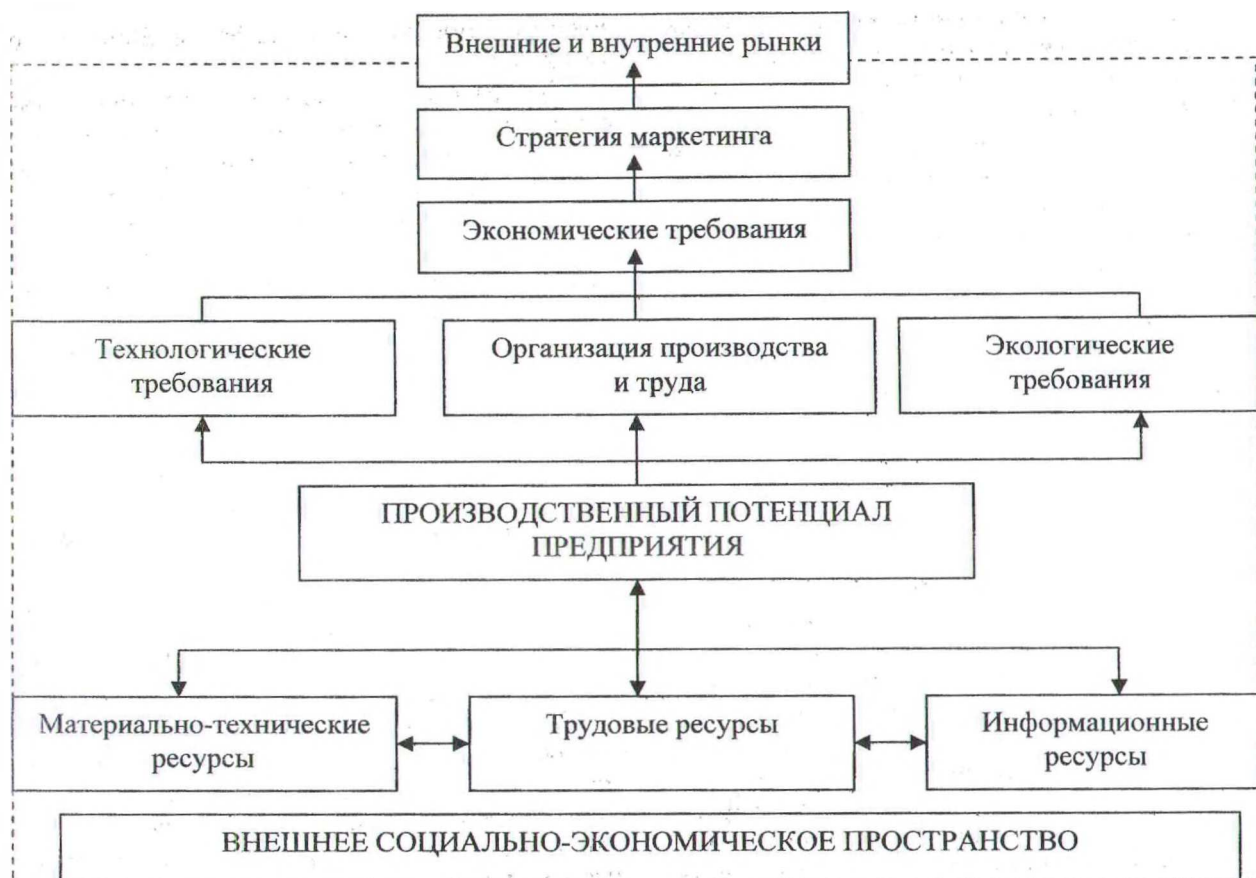 Внешние и внутренние рынки
Стратегия маркетинга
Экономические требования
Технологические
требования
Организация производства
и труда
Экологические
требования
ПРОИЗВОДСТВЕННЫЙ ПОТЕНЦИАЛ
ПРЕДПРИЯТИЯ
Материально-технические
ресурсы
Трудовые ресурсы
Информационные
ресурсы
ВНЕШНЕЕ СОЦИАЛЬНО-ЭКОНОМИЧЕСКОЕ ПРОСТРАНСТВО